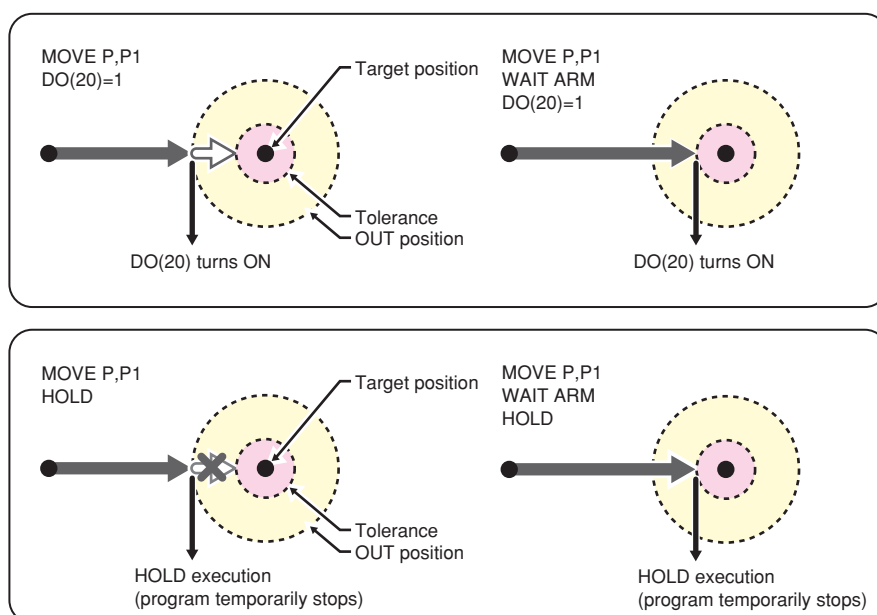 MOVE P,P1
DO(20)=1
Target position
Tolerance
OUT position
DO(20) turns ON
MOVE P,P1
WAIT ARM
DO(20)=1
DO(20) turns ON
MOVE P,P1
HOLD
Target position
Tolerance
OUT position
HOLD execution
(program temporarily stops)
MOVE P,P1
WAIT ARM
HOLD
HOLD execution
(program temporarily stops)